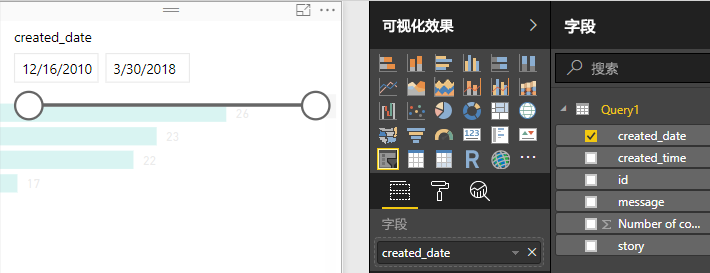 created_date
12/16/2010
3/30/2018
26
23
22
17
可视化效果
123
R
字段
created_date
字段
搜索
Query1
created_date
created_time
id
message
Σ Number of co...
story